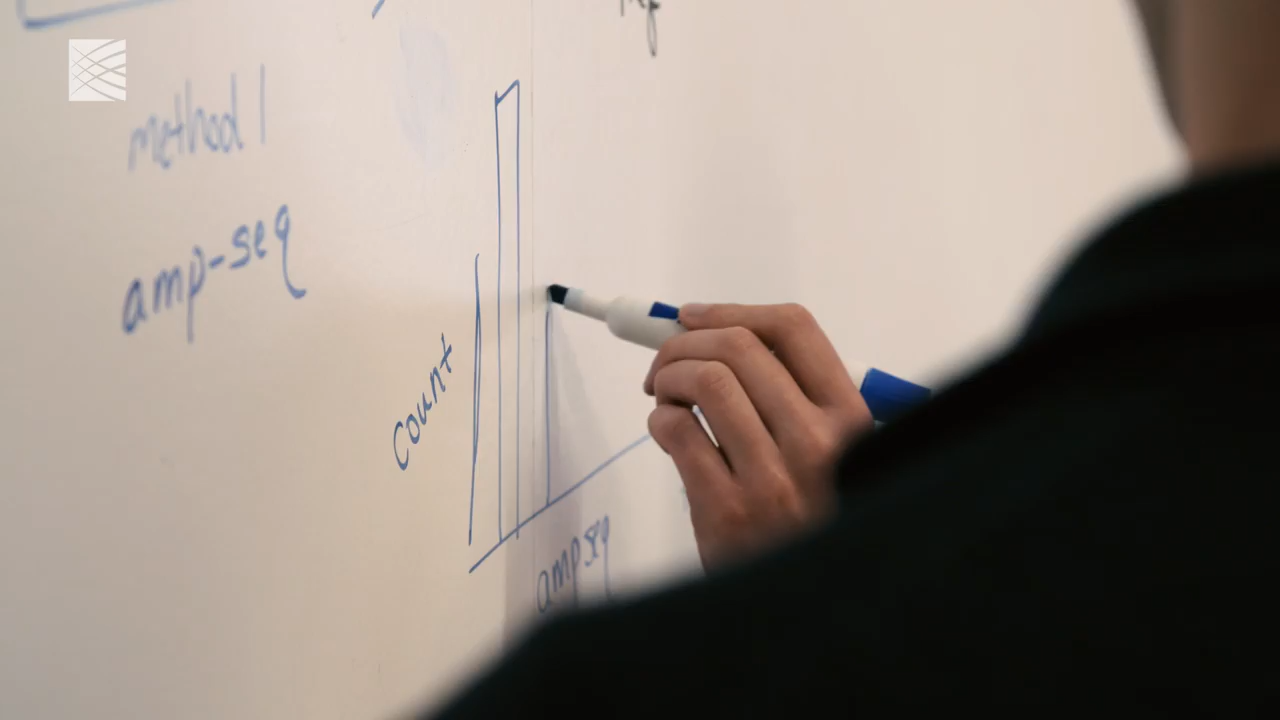 method 1
amp-seq
count
amp seq